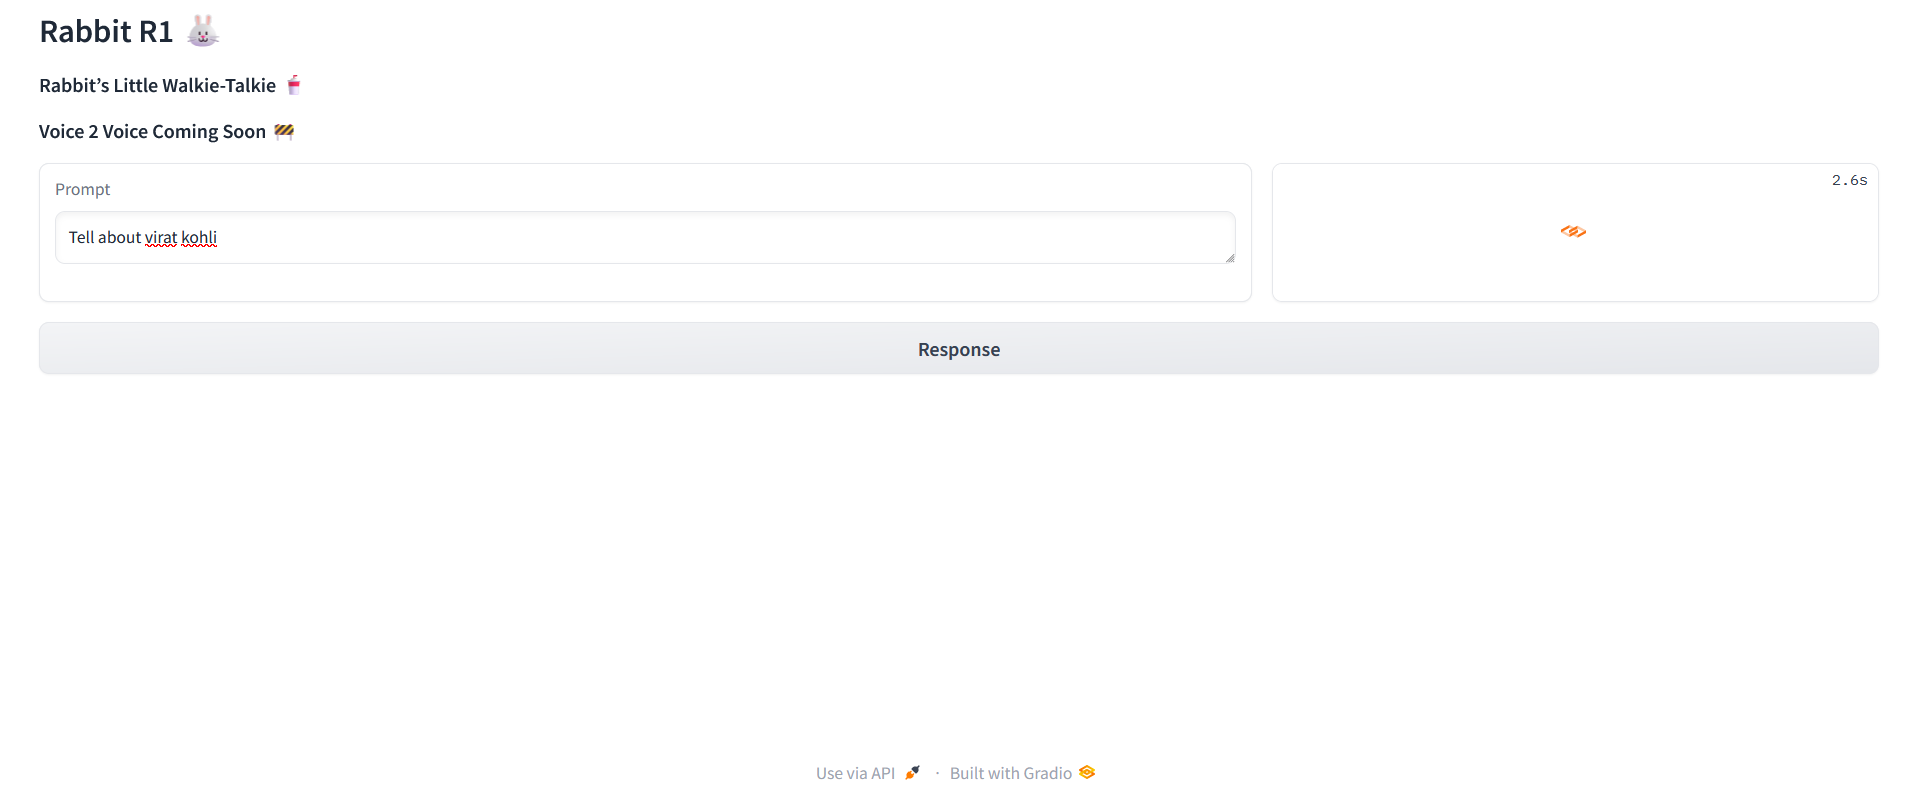 Rabbit R1 🐰
Rabbit’s Little Walkie-Talkie 🥤
Voice 2 Voice Coming Soon 🚧
Prompt
2.6s
Tell about virat kohli
Response
Use via API · Built with Gradio